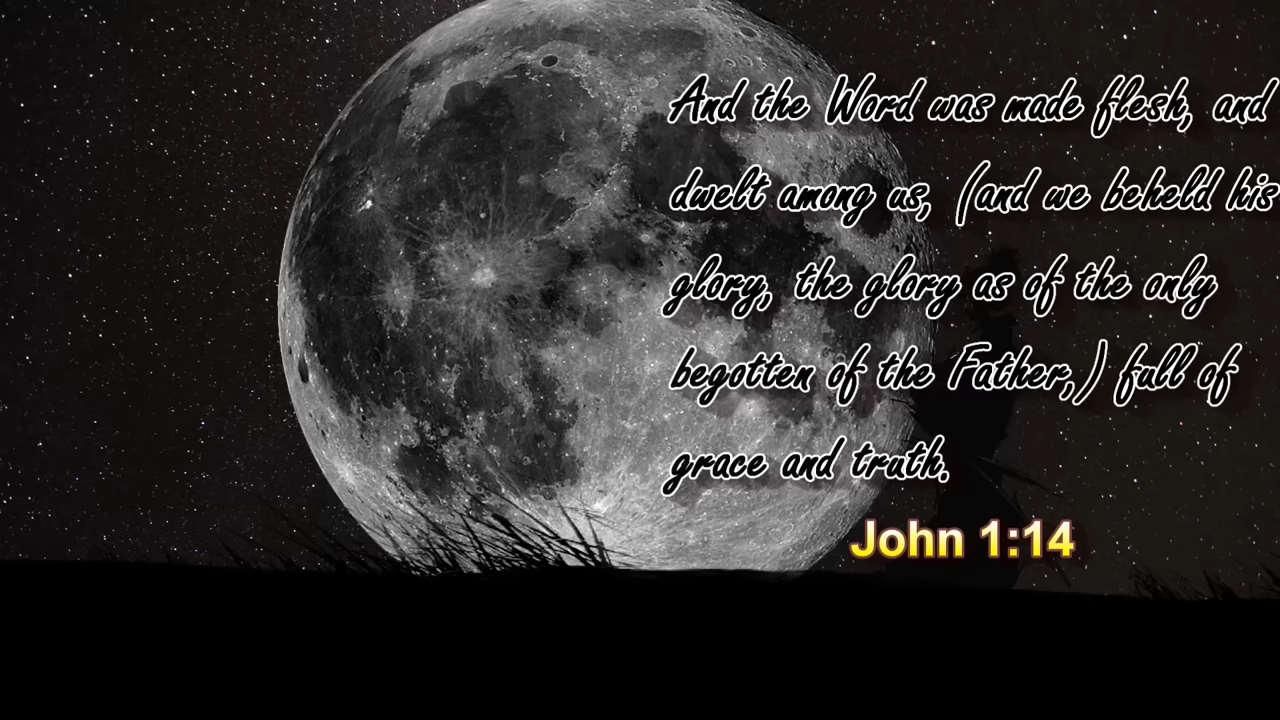 And the Word was made flesh, and
dwelt among us, (and we beheld his
glory, the glory as of the only
begotten of the Father,) full of
grace and truth.
John 1:14